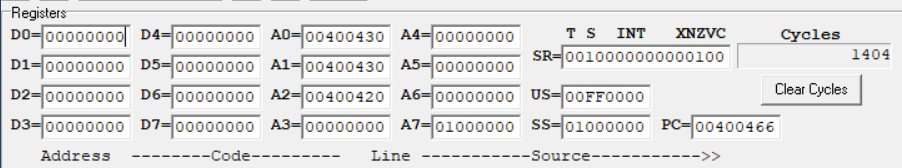 Registers
D0= 00000000 D4= 00000000 A0= 00400430 A4= 00000000 T S INT XNZVC Cycles
D1= 00000000 D5= 00000000 A1= 00400430 A5= 00000000 SR= 0010000000000100 1404
D2= 00000000 D6= 00000000 A2= 00400420 A6= 00000000 US= 00FF0000 Clear Cycles
D3= 00000000 D7= 00000000 A3= 00000000 A7= 01000000 SS= 01000000 PC= 00400466
Address --------Code--------- Line -----------Source----------->>